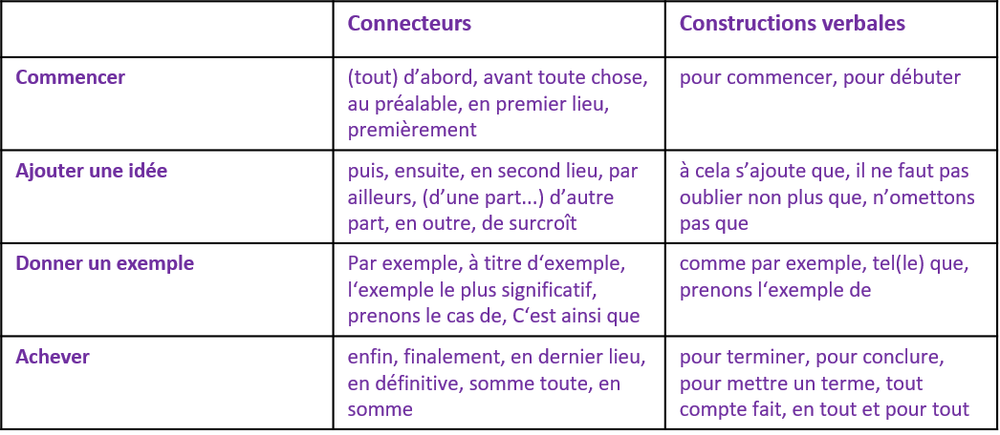 Connecteurs
Constructions verbales
Commencer
(tout) d’abord, avant toute chose,
au préalable, en premier lieu,
premièrement
pour commencer, pour débuter
Ajouter une idée
puis, ensuite, en second lieu, par
ailleurs, (d’une part...) d’autre
part, en outre, de surcroît
à cela s’ajoute que, il ne faut pas
oublier non plus que, n’omettons
pas que
Donner un exemple
Par exemple, à titre d‘exemple,
l‘exemple le plus significatif,
prenons le cas de, C‘est ainsi que
comme par exemple, tel(le) que,
prenons l‘exemple de
Achever
enfin, finalement, en dernier lieu,
en définitive, somme toute, en
somme
pour terminer, pour conclure,
pour mettre un terme, tout
compte fait, en tout et pour tout